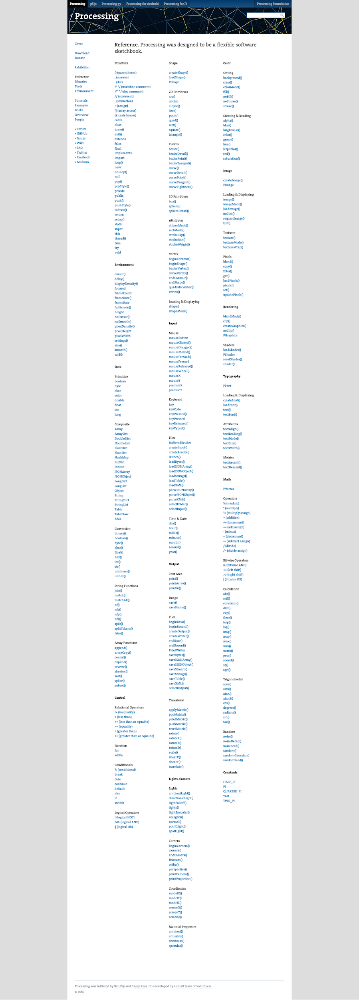 Processing
p5.js
Processing.py
Processing for Android
Processing for Pi
Processing Foundation
Processing
Cover
Download
Donate
Exhibition
Reference
Libraries
Tools
Environment
Tutorials
Examples
Books
Overview
People
» Forum
» GitHub
» Issues
» Wiki
» FAQ
» Twitter
» Facebook
» Medium
Reference. Processing was designed to be a flexible software
sketchbook.
Structure
() (parentheses)
, (comma)
. (dot)
/* */ (multiline comment)
/** */ (doc comment)
// (comment)
; (semicolon)
= (assign)
[] (array access)
{} (curly braces)
catch
class
draw()
exit()
extends
false
final
implements
import
loop()
new
noLoop()
null
pop()
popStyle()
private
public
push()
pushStyle()
redraw()
return
setup()
static
super
this
thread()
true
try
void
Environment
cursor()
delay()
displayDensity()
focused
frameCount
frameRate()
frameRate
fullScreen()
height
noCursor()
noSmooth()
pixelDensity()
pixelHeight
pixelWidth
settings()
size()
smooth()
width
Data
Primitive
boolean
byte
char
color
double
float
int
long
Composite
Array
ArrayList
DoubleDict
DoubleList
FloatDict
FloatList
HashMap
IntDict
IntList
JSONArray
JSONObject
LongDict
LongList
Object
String
StringDict
StringList
Table
TableRow
XML
Conversion
binary()
boolean()
byte()
char()
float()
hex()
int()
str()
unbinary()
unhex()
String Functions
join()
match()
matchAll()
nf()
nfc()
nfp()
nfs()
split()
splitTokens()
trim()
Array Functions
append()
arrayCopy()
concat()
expand()
reverse()
shorten()
sort()
splice()
subset()
Control
Relational Operators
!= (inequality)
< (less than)
<= (less than or equal to)
== (equality)
> (greater than)
>= (greater than or equal to)
Iteration
for
while
Conditionals
?: (conditional)
break
case
continue
default
else
if
switch
Logical Operators
! (logical NOT)
&& (logical AND)
|| (logical OR)
Shape
createShape()
loadShape()
PShape
2D Primitives
arc()
circle()
ellipse()
line()
point()
quad()
rect()
square()
triangle()
Curves
bezier()
bezierDetail()
bezierPoint()
bezierTangent()
curve()
curveDetail()
curvePoint()
curveTangent()
curveTightness()
3D Primitives
box()
sphere()
sphereDetail()
Attributes
ellipseMode()
rectMode()
strokeCap()
strokeJoin()
strokeWeight()
Vertex
beginContour()
beginShape()
bezierVertex()
curveVertex()
endContour()
endShape()
quadraticVertex()
vertex()
Loading & Displaying
shape()
shapeMode()
Input
Mouse
mouseButton
mouseClicked()
mouseDragged()
mouseMoved()
mousePressed()
mousePressed
mouseReleased()
mouseWheel()
mouseX
mouseY
pmouseX
pmouseY
Keyboard
key
keyCode
keyPressed()
keyPressed
keyReleased()
keyTyped()
Files
BufferedReader
createInput()
createReader()
launch()
loadBytes()
loadJSONArray()
loadJSONObject()
loadStrings()
loadTable()
loadXML()
parseJSONArray()
parseJSONObject()
parseXML()
selectFolder()
selectInput()
Time & Date
day()
hour()
millis()
minute()
month()
second()
year()
Output
Text Area
print()
printArray()
println()
Image
save()
saveFrame()
Files
beginRaw()
beginRecord()
createOutput()
createWriter()
endRaw()
endRecord()
PrintWriter
saveBytes()
saveJSONArray()
saveJSONObject()
saveStream()
saveStrings()
saveTable()
saveXML()
selectOutput()
Transform
applyMatrix()
popMatrix()
printMatrix()
pushMatrix()
resetMatrix()
rotate()
rotateX()
rotateY()
rotateZ()
scale()
shearX()
shearY()
translate()
Lights, Camera
Lights
ambientLight()
directionalLight()
lightFalloff()
lights()
lightSpecular()
noLights()
normal()
pointLight()
spotLight()
Camera
beginCamera()
camera()
endCamera()
frustum()
ortho()
perspective()
printCamera()
printProjection()
Coordinates
modelX()
modelY()
modelZ()
screenX()
screenY()
screenZ()
Material Properties
ambient()
emissive()
shininess()
specular()
Color
Setting
background()
clear()
colorMode()
fill()
noFill()
noStroke()
stroke()
Creating & Reading
alpha()
blue()
brightness()
color()
green()
hue()
lerpColor()
red()
saturation()
Image
createImage()
PImage
Loading & Displaying
image()
imageMode()
loadImage()
noTint()
requestImage()
tint()
Textures
texture()
textureMode()
textureWrap()
Pixels
blend()
copy()
filter()
get()
loadPixels()
pixels[]
set()
updatePixels()
Rendering
blendMode()
clip()
createGraphics()
noClip()
PGraphics
Shaders
loadShader()
PShader
resetShader()
shader()
Typography
PFont
Loading & Displaying
createFont()
loadFont()
text()
textFont()
Attributes
textAlign()
textLeading()
textMode()
textSize()
textWidth()
Metrics
textAscent()
textDescent()
Math
PVector
Operators
% (modulo)
* (multiply)
*= (multiply assign)
+ (addition)
++ (increment)
+= (add assign)
- (minus)
-- (decrement)
-= (subtract assign)
/ (divide)
/= (divide assign)
Bitwise Operators
& (bitwise AND)
<< (left shift)
>> (right shift)
| (bitwise OR)
Calculation
abs()
ceil()
constrain()
dist()
exp()
floor()
lerp()
log()
mag()
map()
max()
min()
norm()
pow()
round()
sq()
sqrt()
Trigonometry
acos()
asin()
atan()
atan2()
cos()
degrees()
radians()
sin()
tan()
Random
noise()
noiseDetail()
noiseSeed()
random()
randomGaussian()
randomSeed()
Constants
HALF_PI
PI
QUARTER_PI
TAU
TWO_PI
Processing was initiated by Ben Fry and Casey Reas. It is developed by a small team of volunteers.
© Info